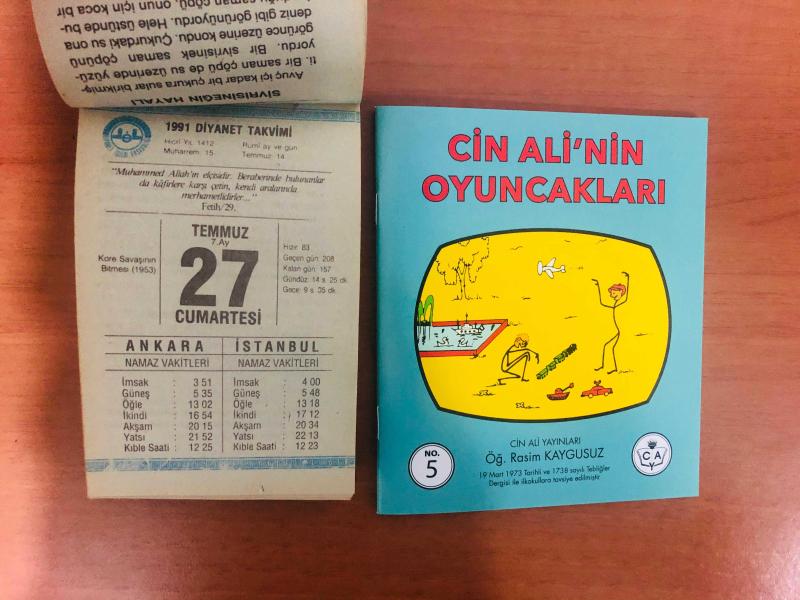 SİVRİSİNEĞİN HAYALİ
Avuç içi kadar bir çukura sular birikmiş-
ti. Bir saman çöpü de su üzerinde yüzü-
yordu. Bir sivrisinek saman çöpünü
görünce üzerine kondu. Çukurdaki su ona
deniz gibi görünüyordu. Hele üstünde bu-
çöpü, onun için koca bir
1991 DİYANET TAKVİMİ
Hicri Yıl, 1412
Muharrem, 15
Rumî ay ve gün
Temmuz: 14
"Muhammed Allah'ın elçisidir. Beraberinde bulunanlar
da kâfirlere karşı çetin, kendi aralarında
merhametlidirler..."
Fetih/29.
Kore Savaşının
Bitmesi (1953)
TEMMUZ
7. Ay
27
CUMARTESİ
Hızır: 83
Geçen gün: 208
Kalan gün: 157
Gündüz: 14 s. 25 dk.
Gece: 9 s. 35 dk.
ANKARA
NAMAZ VAKİTLERİ
İmsak : 3 51
Güneş : 5 35
Öğle : 13 02
İkindi : 16 54
Akşam : 20 15
Yatsı : 21 52
Kıble Saati : 12 25
İSTANBUL
NAMAZ VAKİTLERİ
İmsak : 4 00
Güneş : 5 48
Öğle : 13 18
İkindi : 17 12
Akşam : 20 34
Yatsı : 22 13
Kıble Saati : 12 23
CİN ALİ'NİN
OYUNCAKLARI
CİN ALİ YAYINLARI
Öğ. Rasim KAYGUSUZ
19 Mart 1973 Tarihli ve 1738 sayılı Tebliğler
Dergisi ile ilkokullara tavsiye edilmiştir
NO.
5
C A
Y